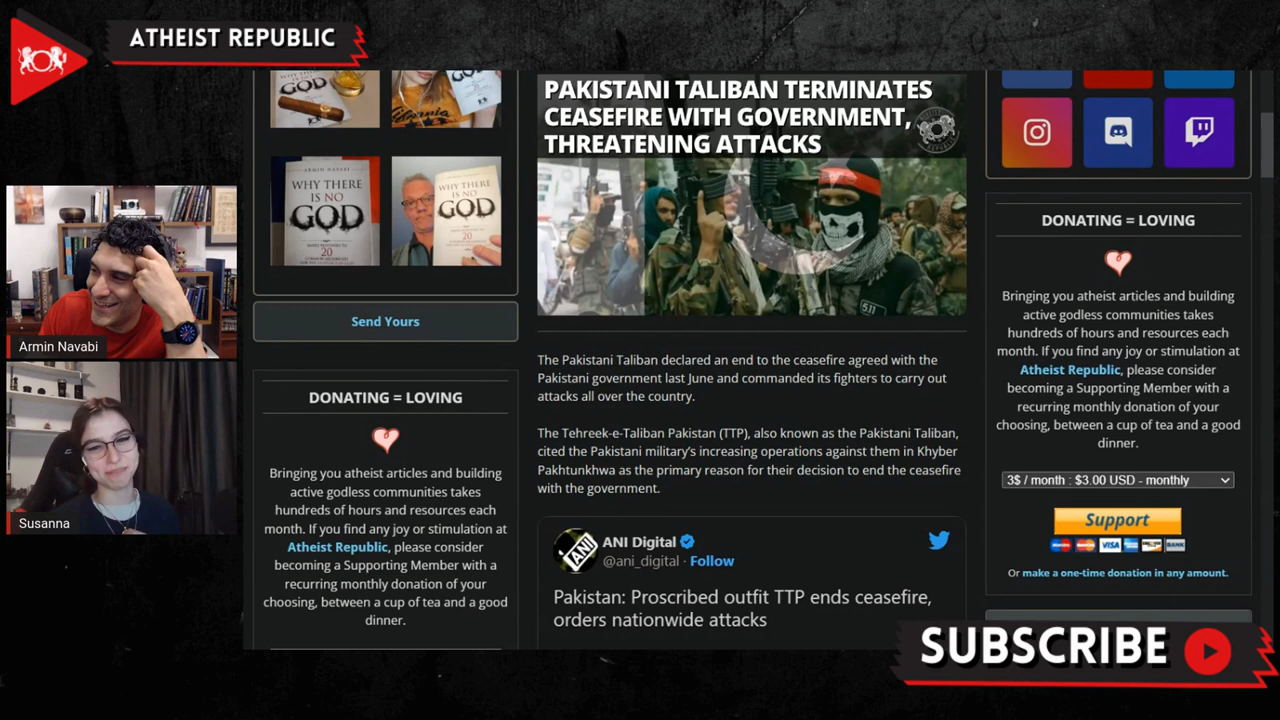 ATHEIST REPUBLIC
GOD
GOD
ARMIN NAVABI
WHY THERE
IS NO
GOD
20
WHY THERE
IS NO
GOD
20
Send Yours
DONATING = LOVING
Bringing you atheist articles and building
active godless communities takes
hundreds of hours and resources each
month. If you find any joy or stimulation at
Atheist Republic, please consider
becoming a Supporting Member with a
recurring monthly donation of your
choosing, between a cup of tea and a good
dinner.
PAKISTANI TALIBAN TERMINATES
CEASEFIRE WITH GOVERNMENT,
THREATENING ATTACKS
5.11
The Pakistani Taliban declared an end to the ceasefire agreed with the
Pakistani government last June and commanded its fighters to carry out
attacks all over the country.
The Tehreek-e-Taliban Pakistan (TTP), also known as the Pakistani Taliban,
cited the Pakistani military's increasing operations against them in Khyber
Pakhtunkhwa as the primary reason for their decision to end the ceasefire
with the government.
ANI
ANI Digital
@ani_digital · Follow
Pakistan: Proscribed outfit TTP ends ceasefire,
orders nationwide attacks
DONATING = LOVING
Bringing you atheist articles and building
active godless communities takes
hundreds of hours and resources each
month. If you find any joy or stimulation at
Atheist Republic, please consider
becoming a Supporting Member with a
recurring monthly donation of your
choosing, between a cup of tea and a good
dinner.
3$ / month : $3.00 USD - monthly
Support
VISA
BANK
Or make a one-time donation in any amount.
Armin Navabi
Susanna
SUBSCRIBE